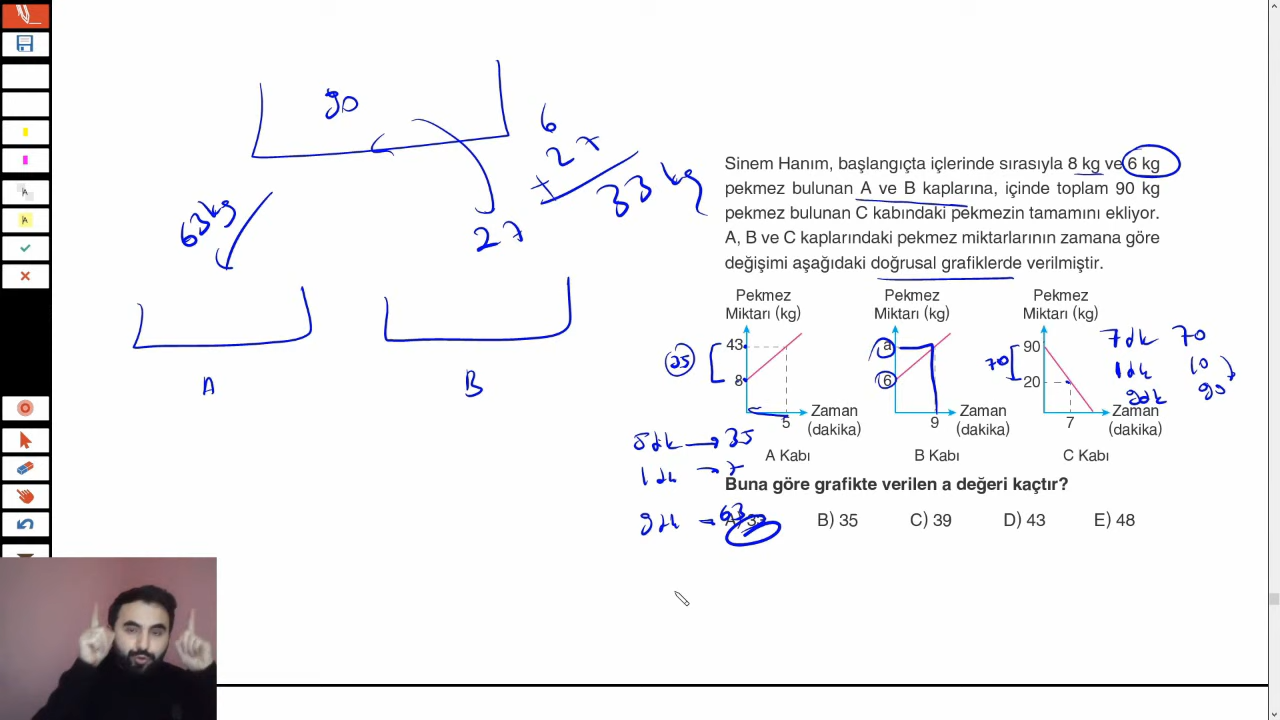 90
6
27
+
33 kg
63 kg
27
A
B
Sinem Hanım, başlangıçta içlerinde sırasıyla 8 kg ve 6 kg
pekmez bulunan A ve B kaplarına, içinde toplam 90 kg
pekmez bulunan C kabındaki pekmezin tamamını ekliyor.
A, B ve C kaplarındaki pekmez miktarlarının zamana göre
değişimi aşağıdaki doğrusal grafiklerde verilmiştir.
Pekmez
Miktarı (kg)
43
8
5
Zaman
(dakika)
A Kabı
Pekmez
Miktarı (kg)
a
6
9
Zaman
(dakika)
B Kabı
Pekmez
Miktarı (kg)
90
20
7
Zaman
(dakika)
C Kabı
70
7dk 70
1dk 10
9dk 90
5dk → 35
1dk → 7
9dk → 63
Buna göre grafikte verilen a değeri kaçtır?
A) 33 B) 35 C) 39 D) 43 E) 48